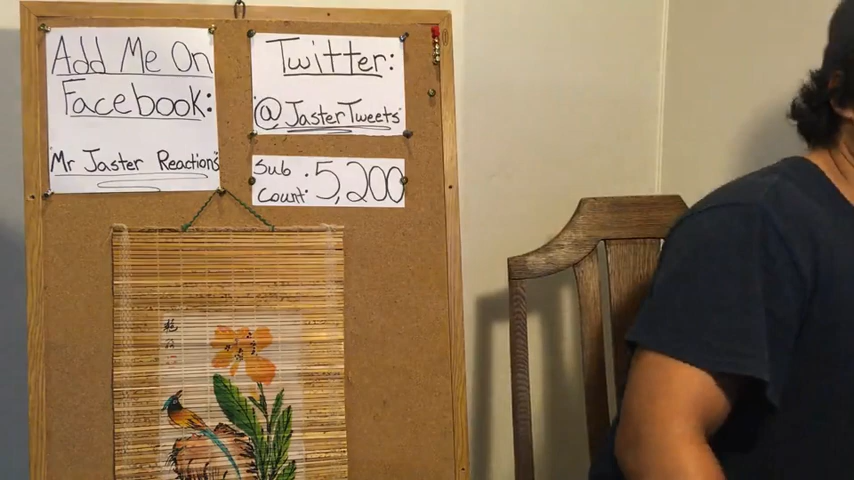 Add Me On
Facebook:
Mr Jaster Reactions
Twitter:
@JasterTweets
Sub
Count: 5,200